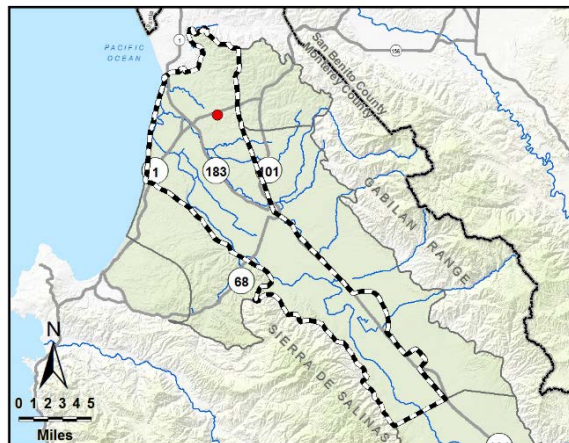 1
PACIFIC
OCEAN
156
San Benito County
Monterey County
1
183
101
GABILAN RANGE
68
SIERRA DE SALINAS
N
0 1 2 3 4 5
Miles